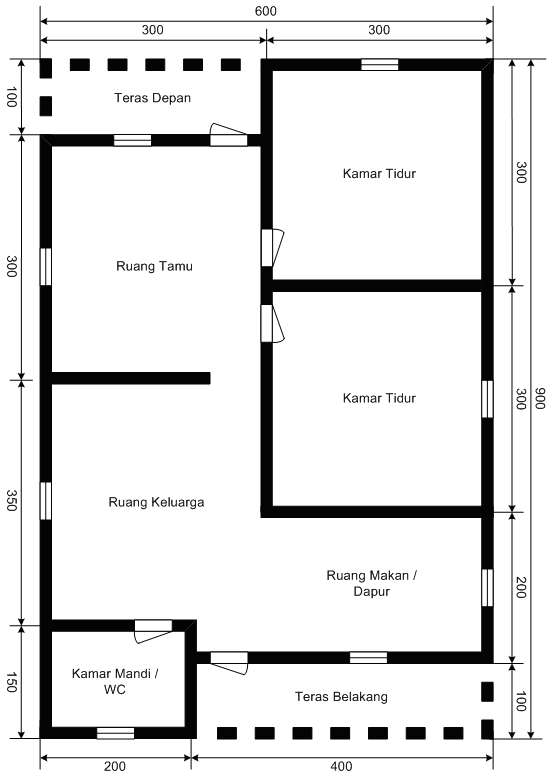 600
300
300
100
Teras Depan
Kamar Tidur
300
300
Ruang Tamu
Kamar Tidur
300
900
350
Ruang Keluarga
Ruang Makan /
Dapur
200
150
Kamar Mandi /
WC
Teras Belakang
100
200
400